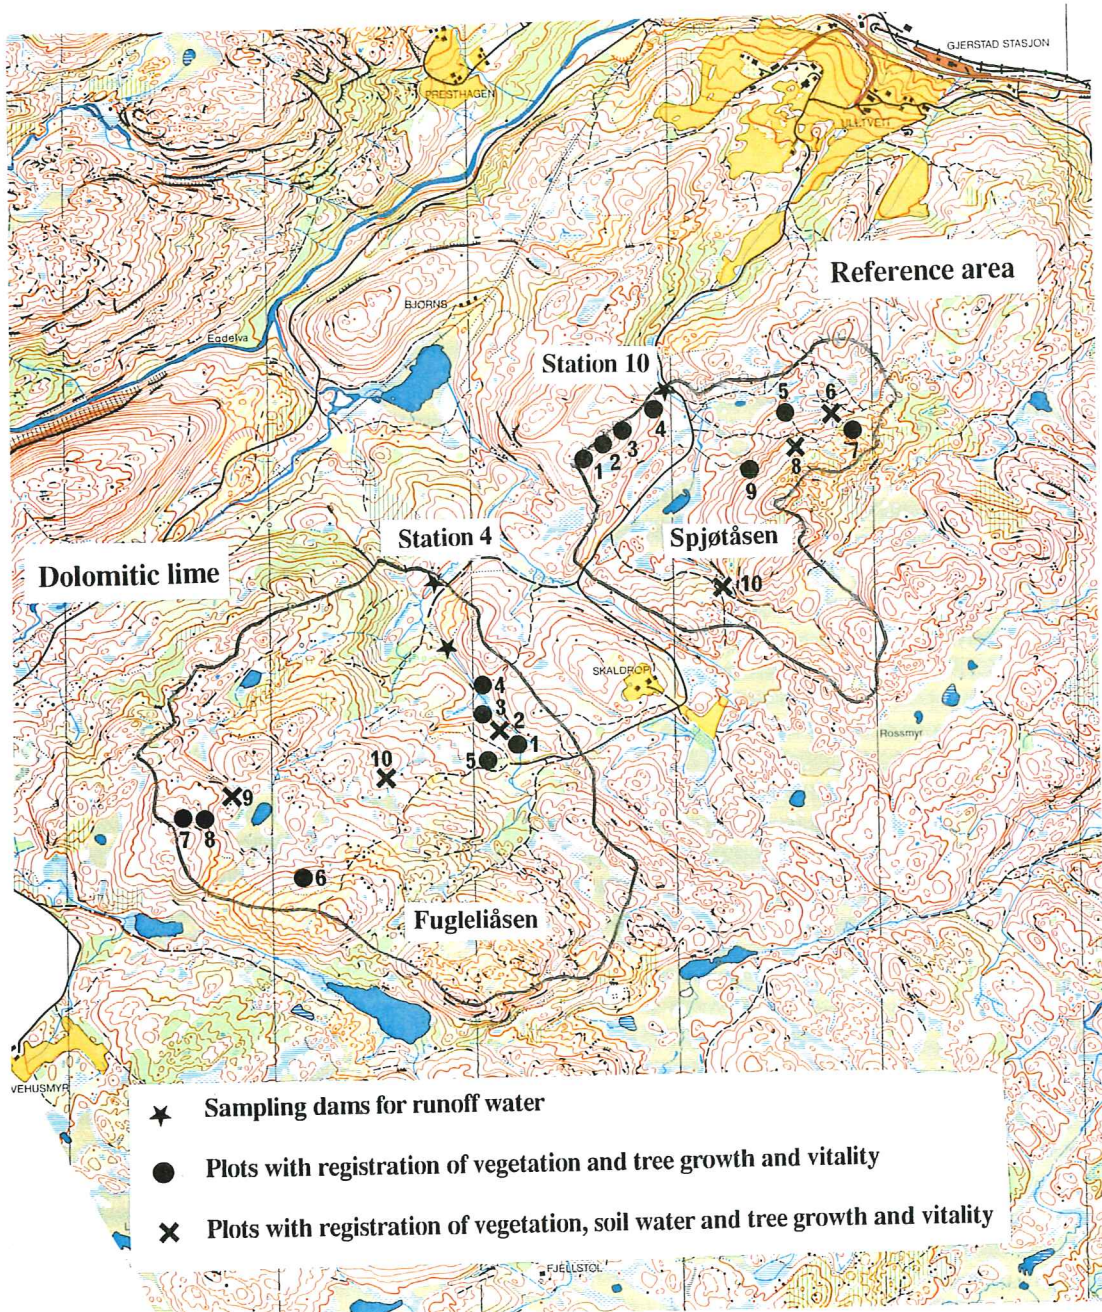 GJERSTAD STASJON
PRESTHAGEN
ULLTVETI
Reference area
BJØRNS
Eqdelva
Station 10
5
6
4
3
7
2
8
1
9
Station 4
Spjøtåsen
Dolomitic lime
10
SKALDROP
4
3
2
1
Rossmyr
5
10
9
7
8
6
Fugleliåsen
VEHUSMYR
Sampling dams for runoff water
Plots with registration of vegetation and tree growth and vitality
Plots with registration of vegetation, soil water and tree growth and vitality
FJELLSTØL